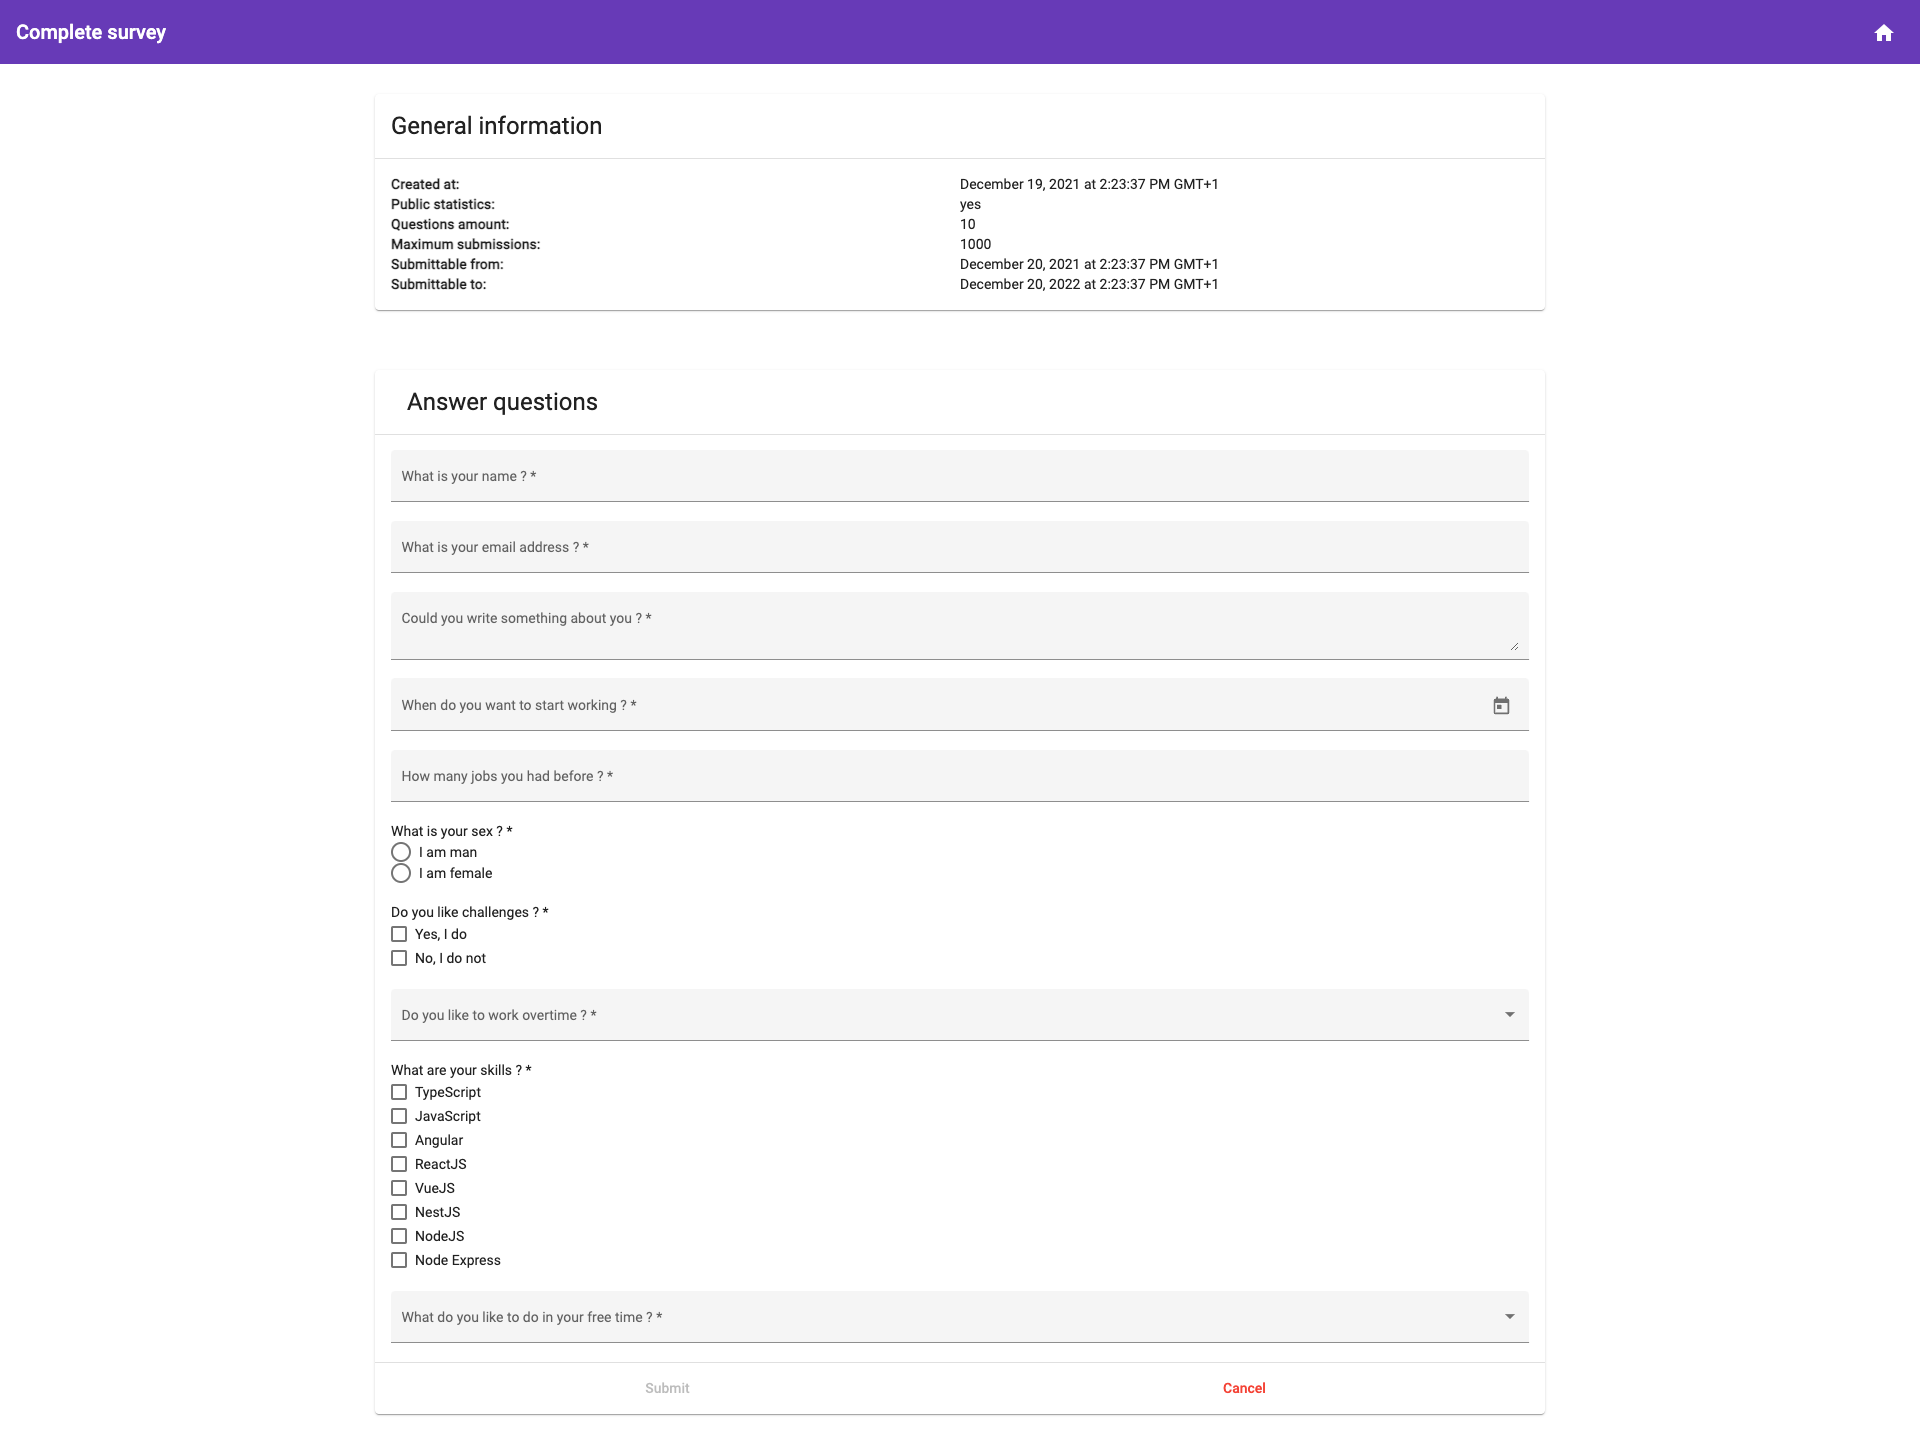 Complete survey
General information
Created at: December 19, 2021 at 2:23:37 PM GMT+1
Public statistics: yes
Questions amount: 10
Maximum submissions: 1000
Submittable from: December 20, 2021 at 2:23:37 PM GMT+1
Submittable to: December 20, 2022 at 2:23:37 PM GMT+1
Answer questions
What is your name ? *
What is your email address ? *
Could you write something about you ? *
When do you want to start working ? *
How many jobs you had before ? *
What is your sex ? *
I am man
I am female
Do you like challenges ? *
Yes, I do
No, I do not
Do you like to work overtime ? *
What are your skills ? *
TypeScript
JavaScript
Angular
ReactJS
VueJS
NestJS
NodeJS
Node Express
What do you like to do in your free time ? *
Submit Cancel